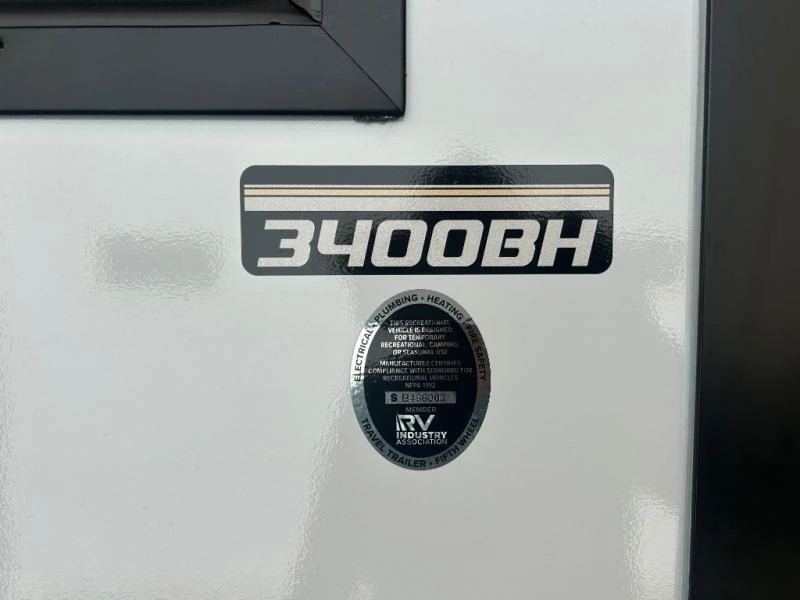 3400BH
ELECTRICAL • PLUMBING • HEATING • FIRE SAFETY
THIS RECREATIONAL
VEHICLE IS DESIGNED
FOR TEMPORARY
RECREATIONAL, CAMPING,
OR SEASONAL USE
MANUFACTURER CERTIFIES
COMPLIANCE WITH STANDARD FOR
RECREATIONAL VEHICLES
NFPA 1192
S B456003
MEMBER
RV
INDUSTRY
ASSOCIATION
TRAVEL TRAILER • FIFTH WHEEL